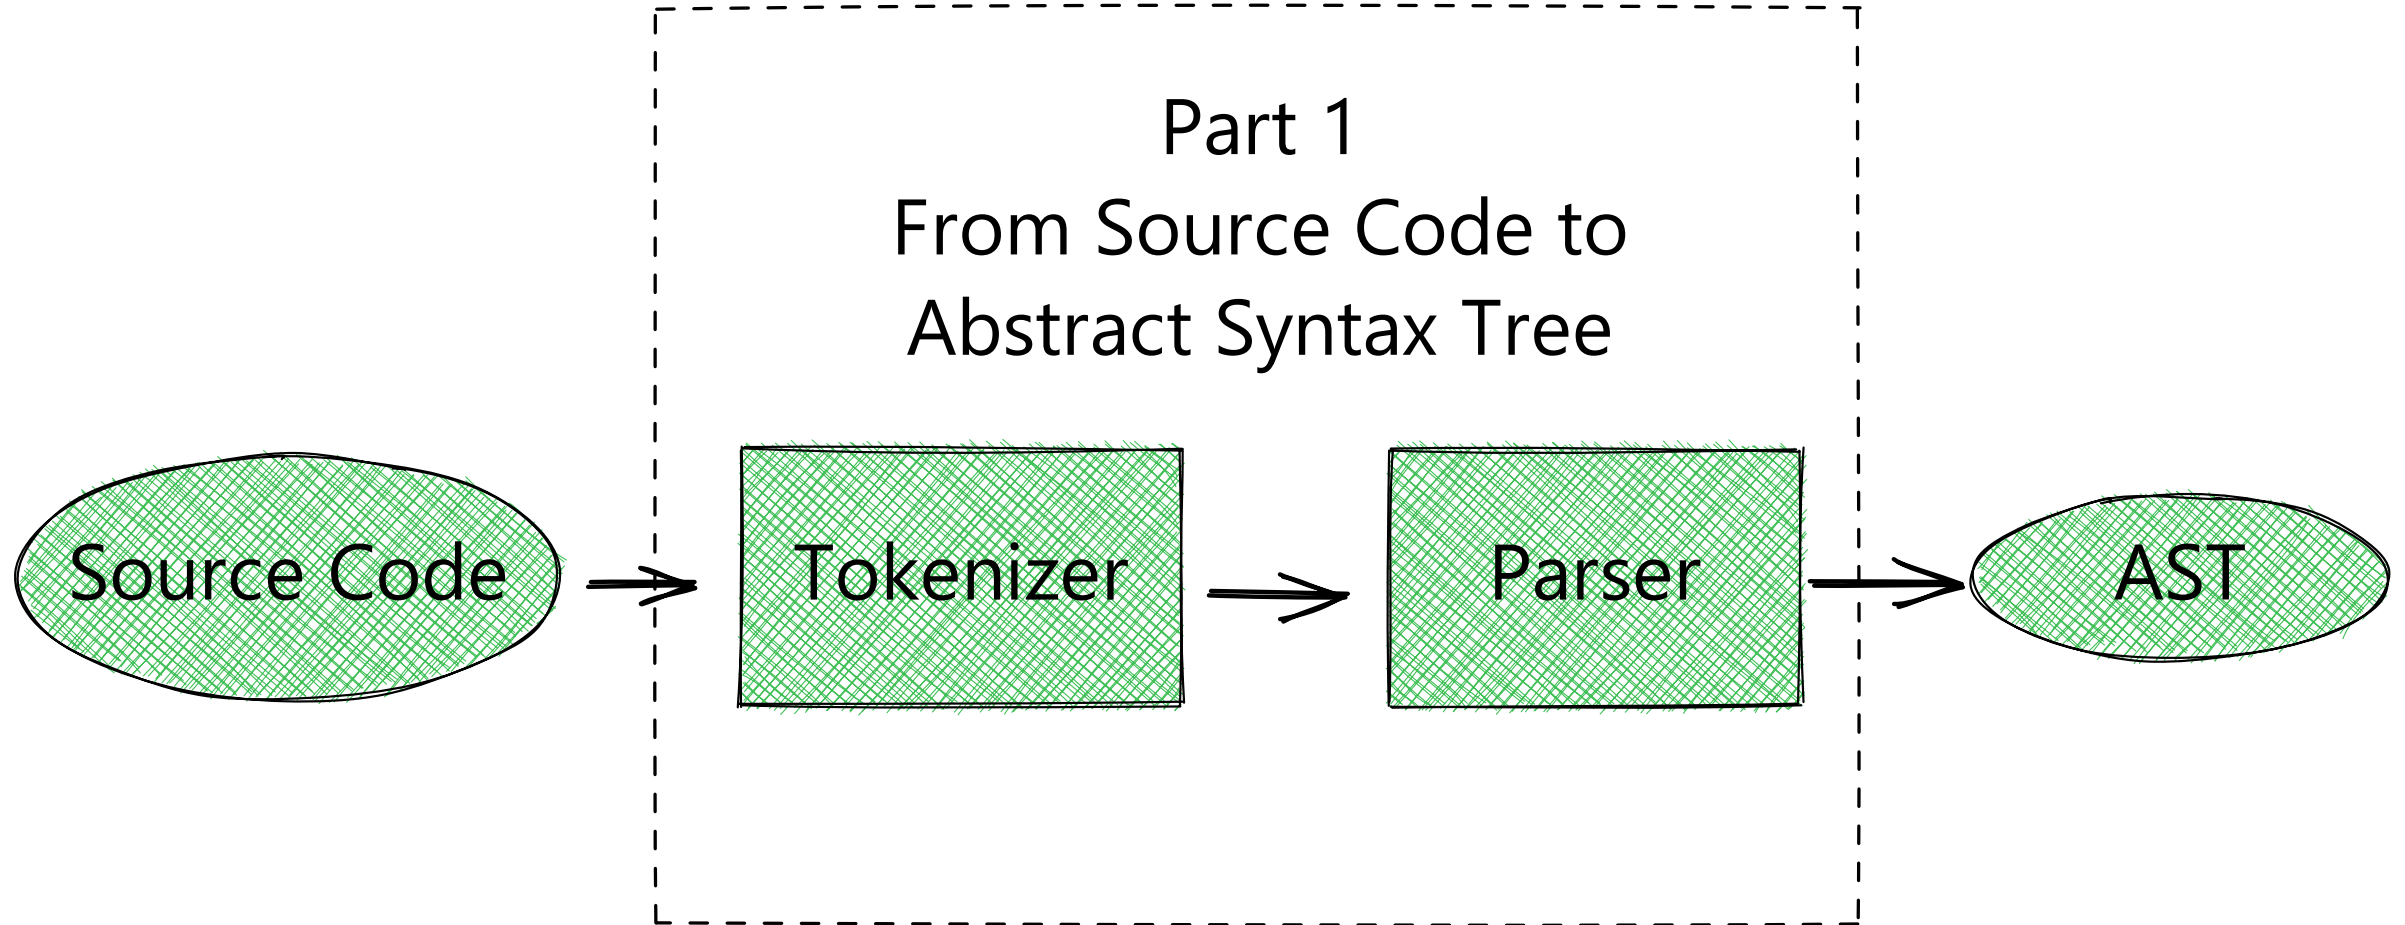 Part 1
From Source Code to
Abstract Syntax Tree
Source Code
Tokenizer
Parser
AST